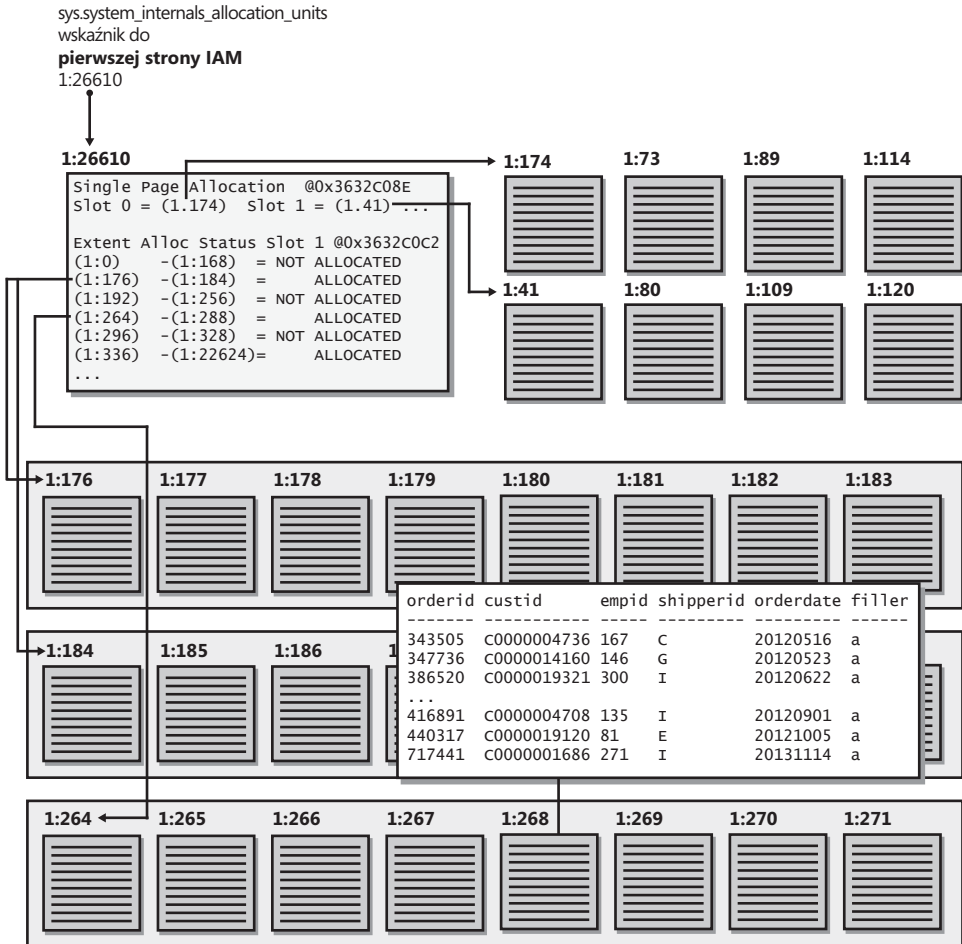 sys.system_internals_allocation_units
wskaźnik do
pierwszej strony IAM
1:26610
1:26610
Single Page Allocation @0x3632C08E
Slot 0 = (1.174) Slot 1 = (1.41) ...
Extent Alloc Status Slot 1 @0x3632C0C2
(1:0) -(1:168) = NOT ALLOCATED
(1:176) -(1:184) = ALLOCATED
(1:192) -(1:256) = NOT ALLOCATED
(1:264) -(1:288) = ALLOCATED
(1:296) -(1:328) = NOT ALLOCATED
(1:336) -(1:22624)= ALLOCATED
...
1:174 1:73 1:89 1:114
1:41 1:80 1:109 1:120
1:176 1:177 1:178 1:179 1:180 1:181 1:182 1:183
1:184 1:185 1:186
orderid custid empid shipperid orderdate filler
------- ----------- ----- --------- ---------- ------
343505 C0000004736 167 C 20120516 a
347736 C0000014160 146 G 20120523 a
386520 C0000019321 300 I 20120622 a
...
416891 C0000004708 135 I 20120901 a
440317 C0000019120 81 E 20121005 a
717441 C0000001686 271 I 20131114 a
1:264 1:265 1:266 1:267 1:268 1:269 1:270 1:271